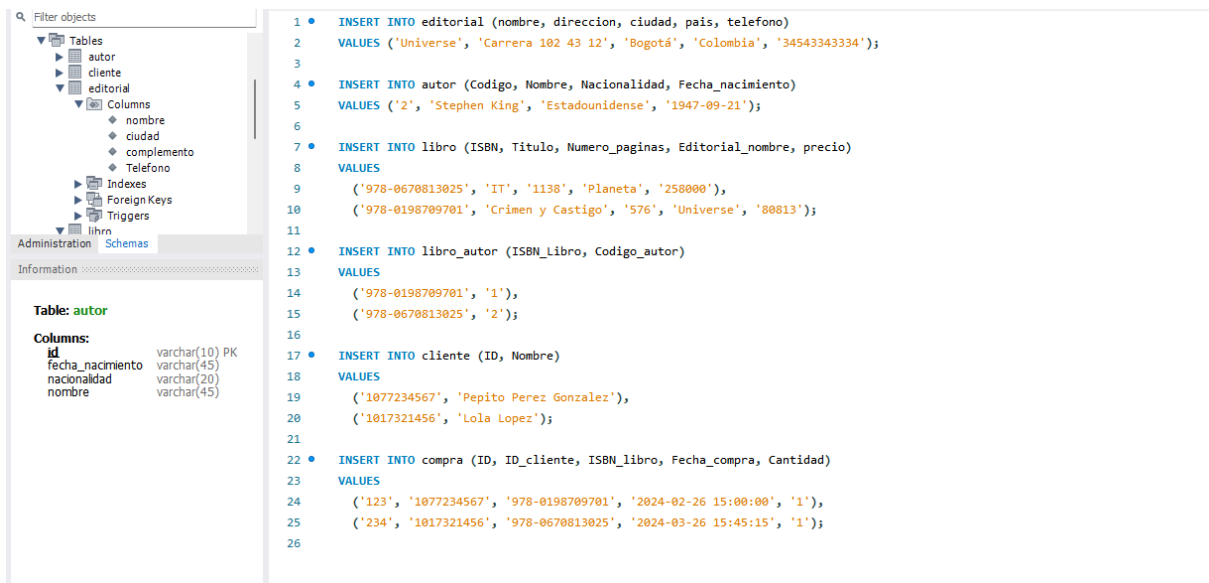 Filter objects
Tables
autor
cliente
editorial
Columns
nombre
ciudad
complemento
Telefono
Indexes
Foreign Keys
Triggers
libro
Administration Schemas
Information
Table: autor
Columns:
id varchar(10) PK
fecha_nacimiento varchar(45)
nacionalidad varchar(20)
nombre varchar(45)
1 INSERT INTO editorial (nombre, direccion, ciudad, pais, telefono)
2 VALUES ('Universe', 'Carrera 102 43 12', 'Bogotá', 'Colombia', '34543343334');
3
4 INSERT INTO autor (Codigo, Nombre, Nacionalidad, Fecha_nacimiento)
5 VALUES ('2', 'Stephen King', 'Estadounidense', '1947-09-21');
6
7 INSERT INTO libro (ISBN, Titulo, Numero_paginas, Editorial_nombre, precio)
8 VALUES
9 ('978-0670813025', 'IT', '1138', 'Planeta', '258000'),
10 ('978-0198709701', 'Crimen y Castigo', '576', 'Universe', '80813');
11
12 INSERT INTO libro_autor (ISBN_Libro, Codigo_autor)
13 VALUES
14 ('978-0198709701', '1'),
15 ('978-0670813025', '2');
16
17 INSERT INTO cliente (ID, Nombre)
18 VALUES
19 ('1077234567', 'Pepito Perez Gonzalez'),
20 ('1017321456', 'Lola Lopez');
21
22 INSERT INTO compra (ID, ID_cliente, ISBN_libro, Fecha_compra, Cantidad)
23 VALUES
24 ('123', '1077234567', '978-0198709701', '2024-02-26 15:00:00', '1'),
25 ('234', '1017321456', '978-0670813025', '2024-03-26 15:45:15', '1');
26